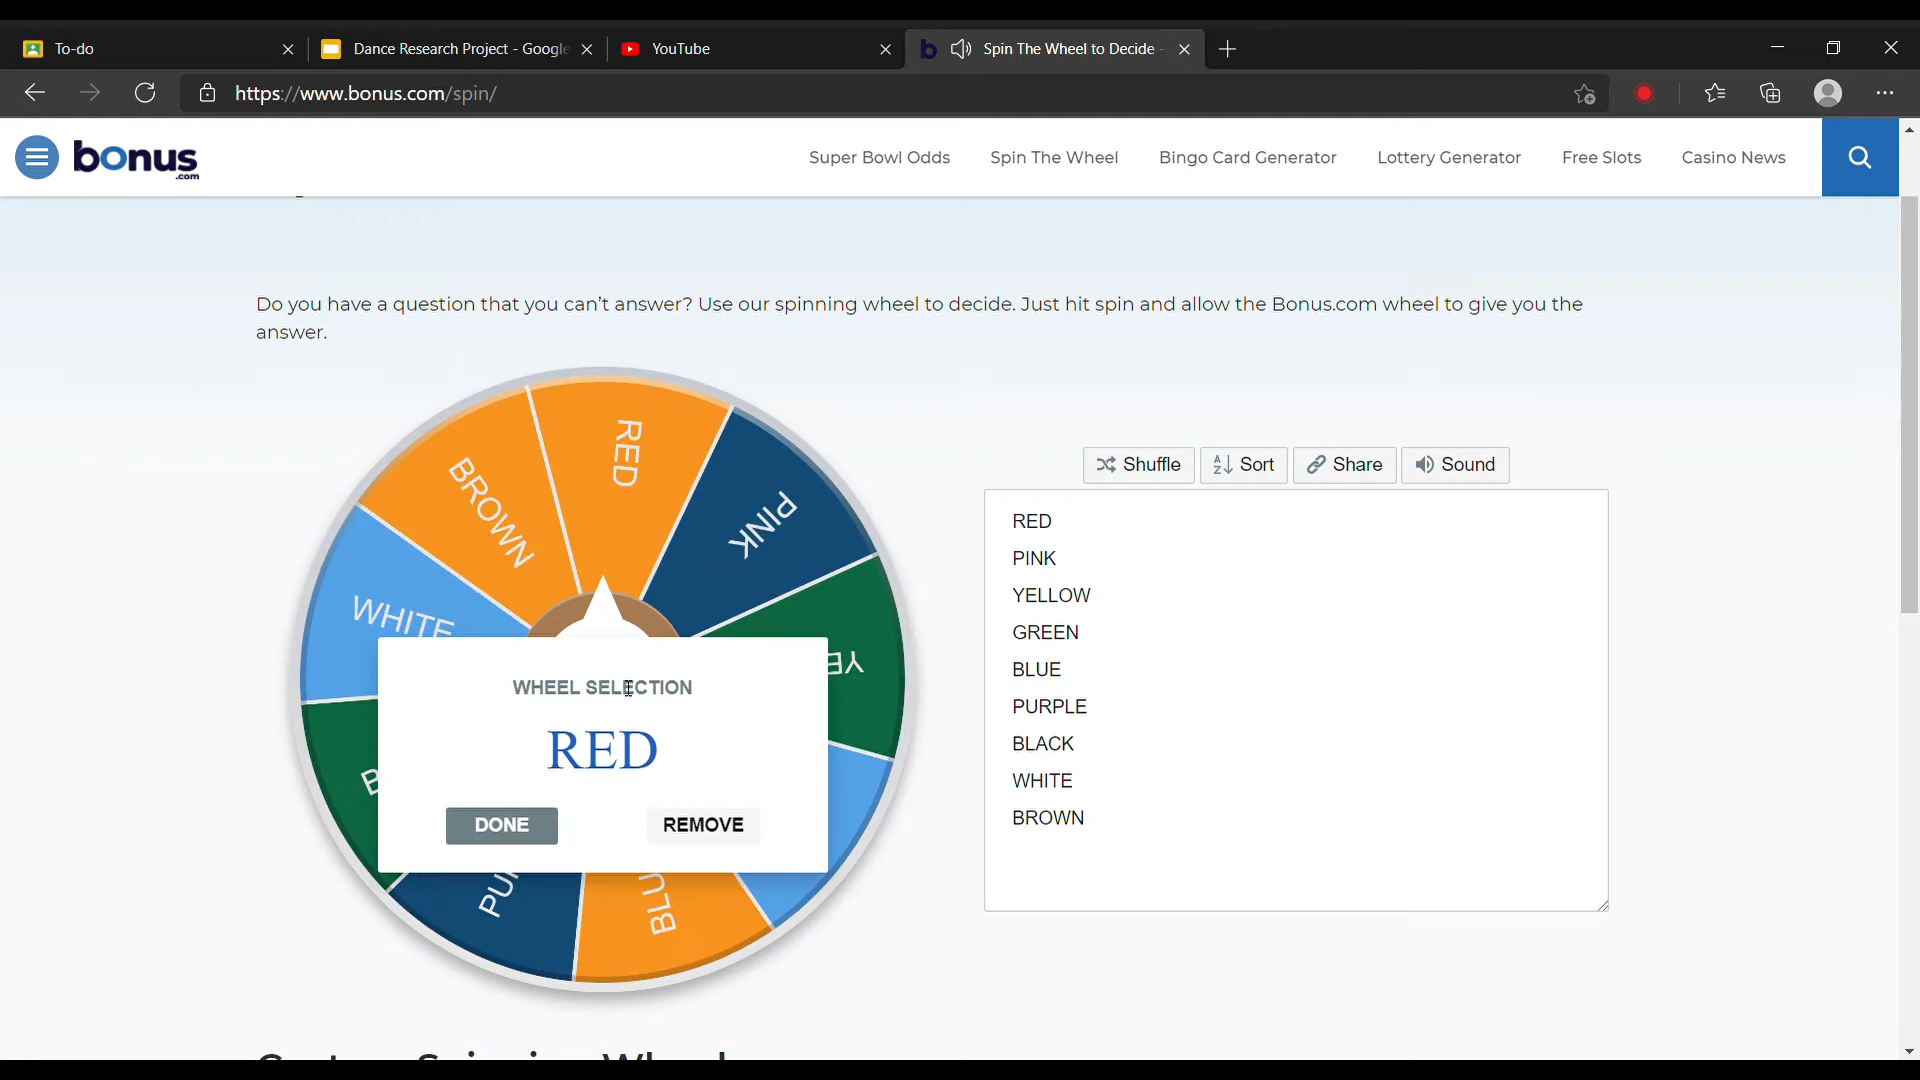 To-do
Dance Research Project - Google
YouTube
Spin The Wheel to Decide -
https://www.bonus.com/spin/
bonus.com
Super Bowl Odds
Spin The Wheel
Bingo Card Generator
Lottery Generator
Free Slots
Casino News
Do you have a question that you can't answer? Use our spinning wheel to decide. Just hit spin and allow the Bonus.com wheel to give you the
answer.
RED
BROWN
PINK
WHITE
YE
B
PU
BLU
WHEEL SELECTION
RED
DONE
REMOVE
Shuffle
Sort
Share
Sound
RED
PINK
YELLOW
GREEN
BLUE
PURPLE
BLACK
WHITE
BROWN